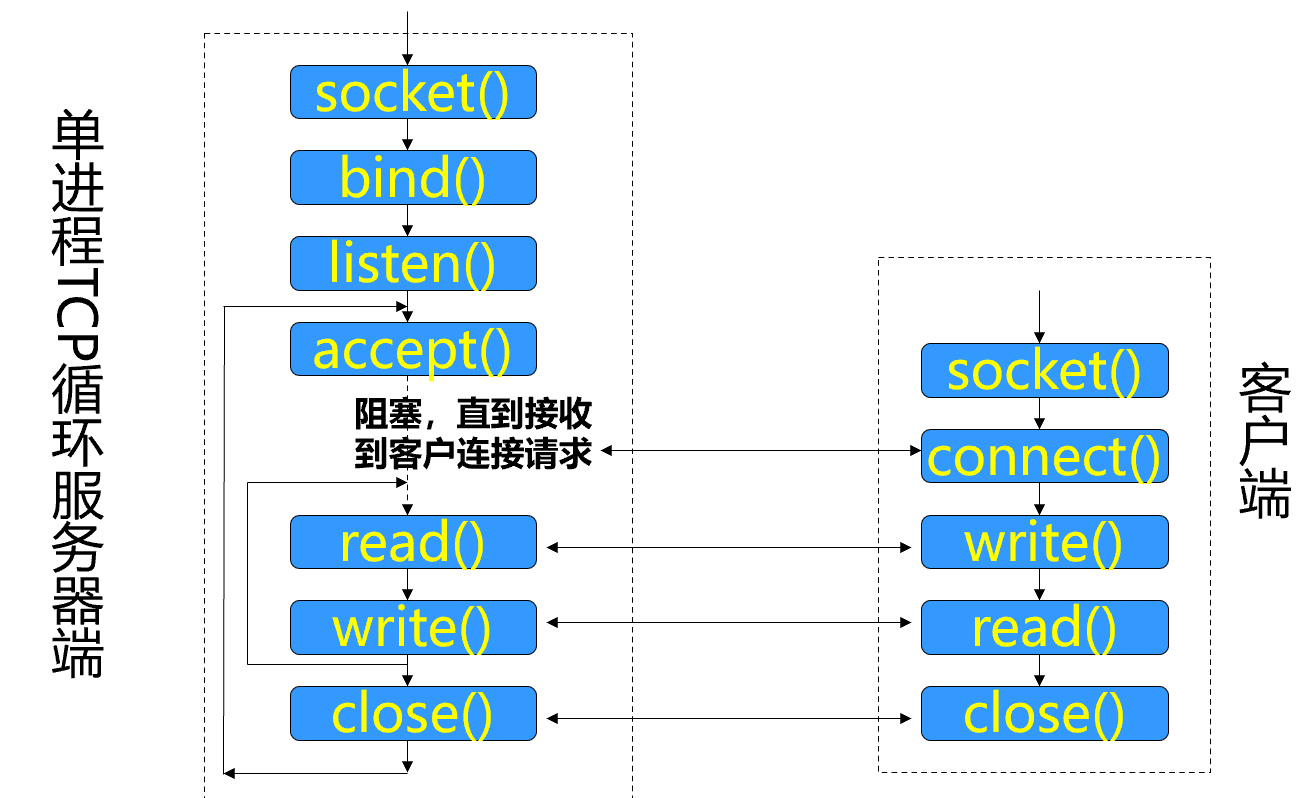 单进程TCP循环服务器端
socket()
bind()
listen()
accept()
阻塞，直到接收
到客户连接请求
read()
write()
close()
socket()
connect()
write()
read()
close()
客户端